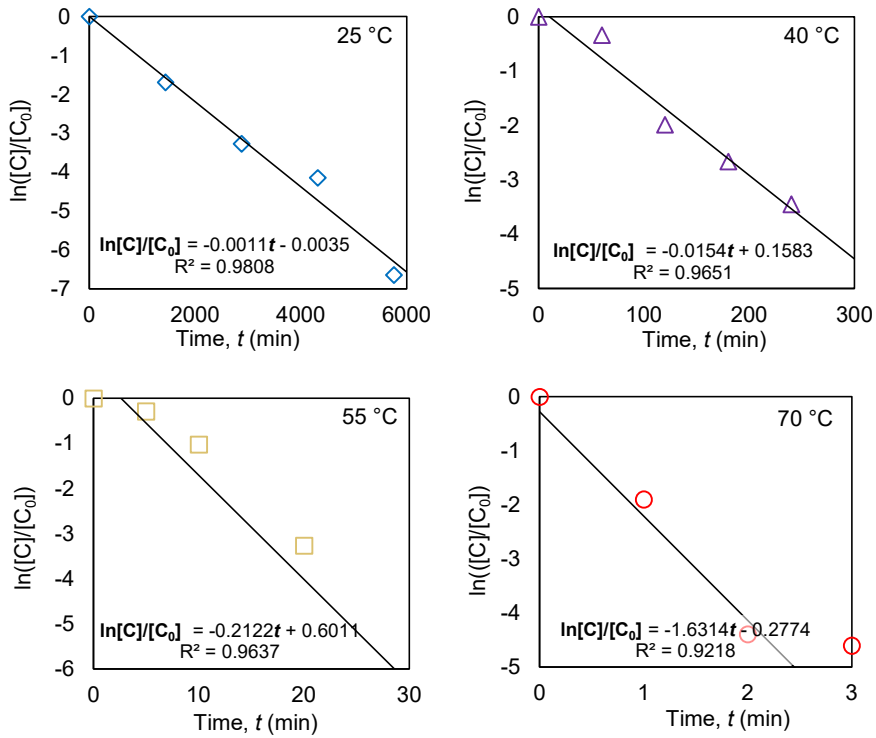 25 °C
ln([C]/[C₀])
0
-1
-2
-3
-4
-5
-6
-7
ln[C]/[C₀] = -0.0011t - 0.0035
R² = 0.9808
0 2000 4000 6000
Time, t (min)
40 °C
ln([C]/[C₀])
0
-1
-2
-3
-4
-5
ln[C]/[C₀] = -0.0154t + 0.1583
R² = 0.9651
0 100 200 300
Time, t (min)
55 °C
ln([C]/[C₀])
0
-1
-2
-3
-4
-5
-6
ln[C]/[C₀] = -0.2122t + 0.6011
R² = 0.9637
0 10 20 30
Time, t (min)
70 °C
ln(([C]/[C₀])
0
-1
-2
-3
-4
-5
ln[C]/[C₀] = -1.6314t - 0.2774
R² = 0.9218
0 1 2 3
Time, t (min)